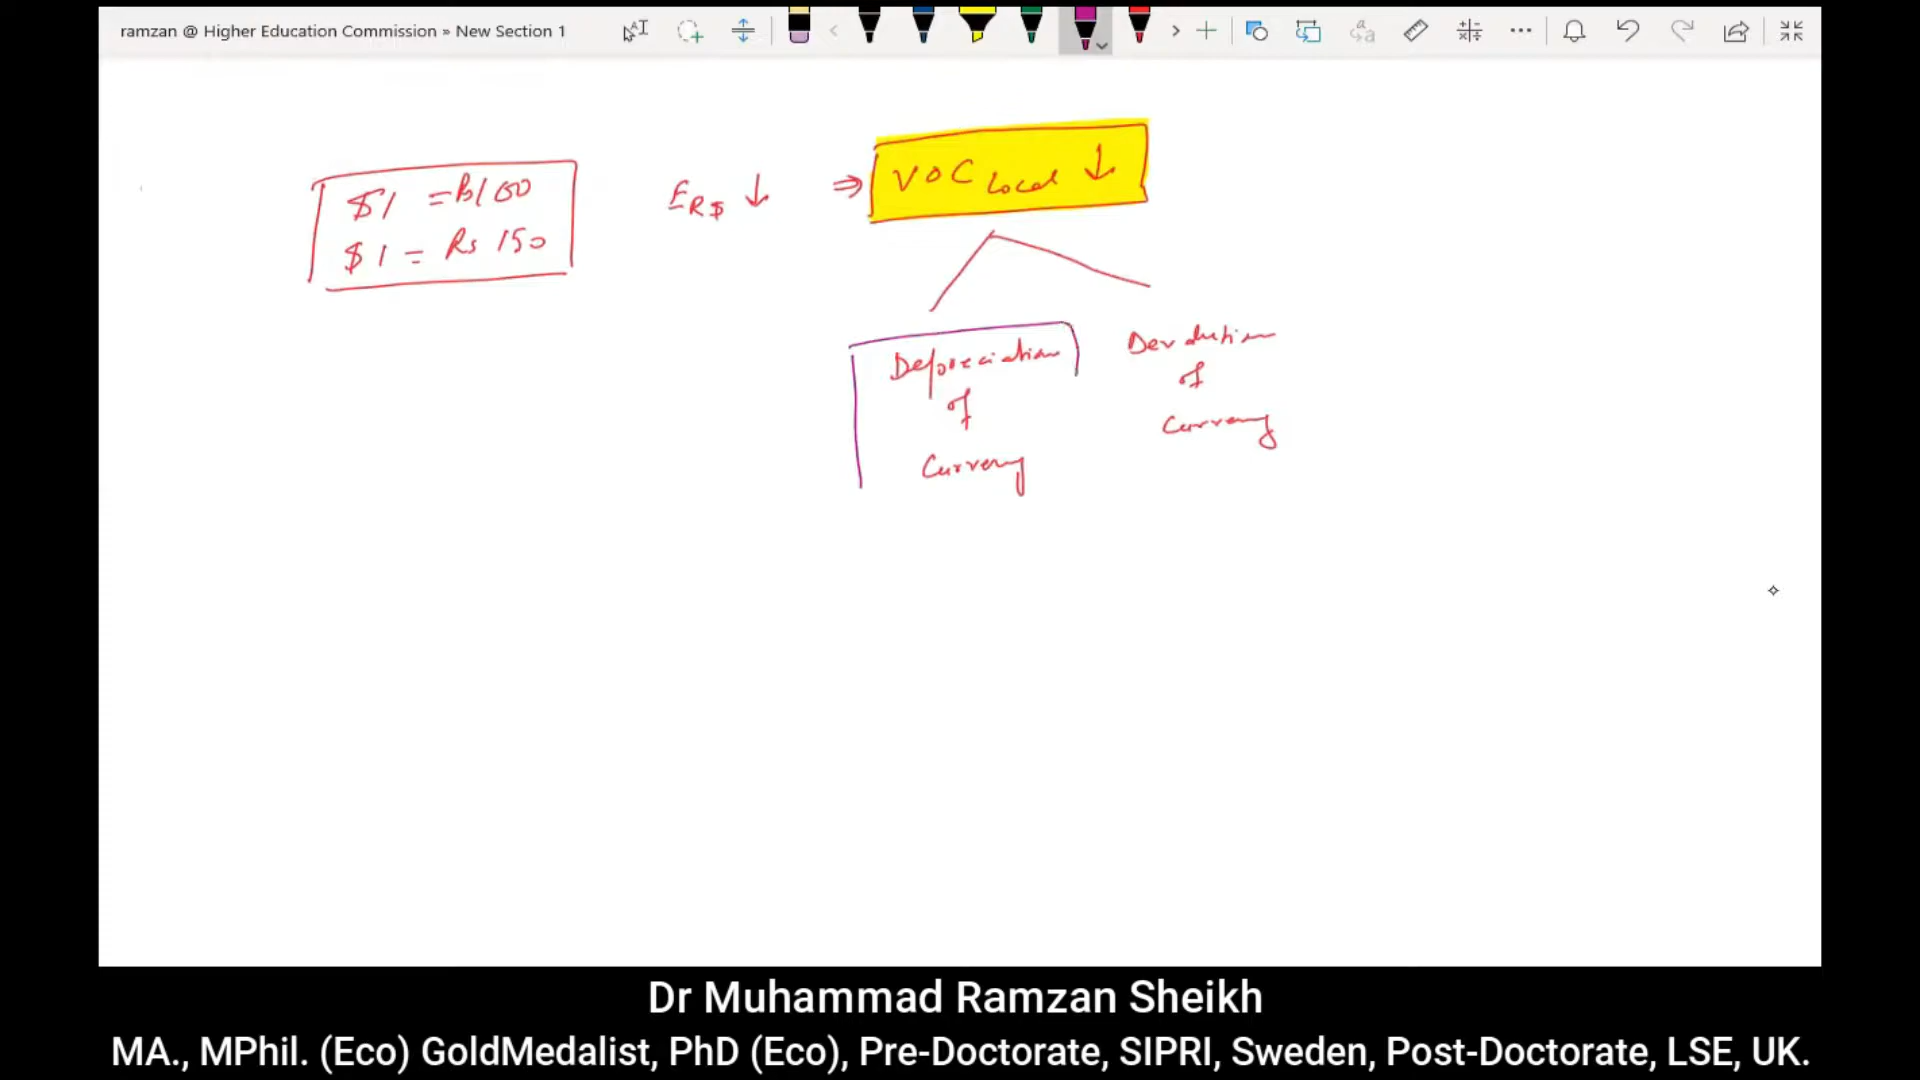 ramzan @ Higher Education Commission » New Section 1
$1 = Rs 100
$1 = Rs 150
ER$ ↓ ⇒ VOC Local ↓
Depreciation
of
Currency
Devalution
of
Currency
Dr Muhammad Ramzan Sheikh
MA., MPhil. (Eco) GoldMedalist, PhD (Eco), Pre-Doctorate, SIPRI, Sweden, Post-Doctorate, LSE, UK.